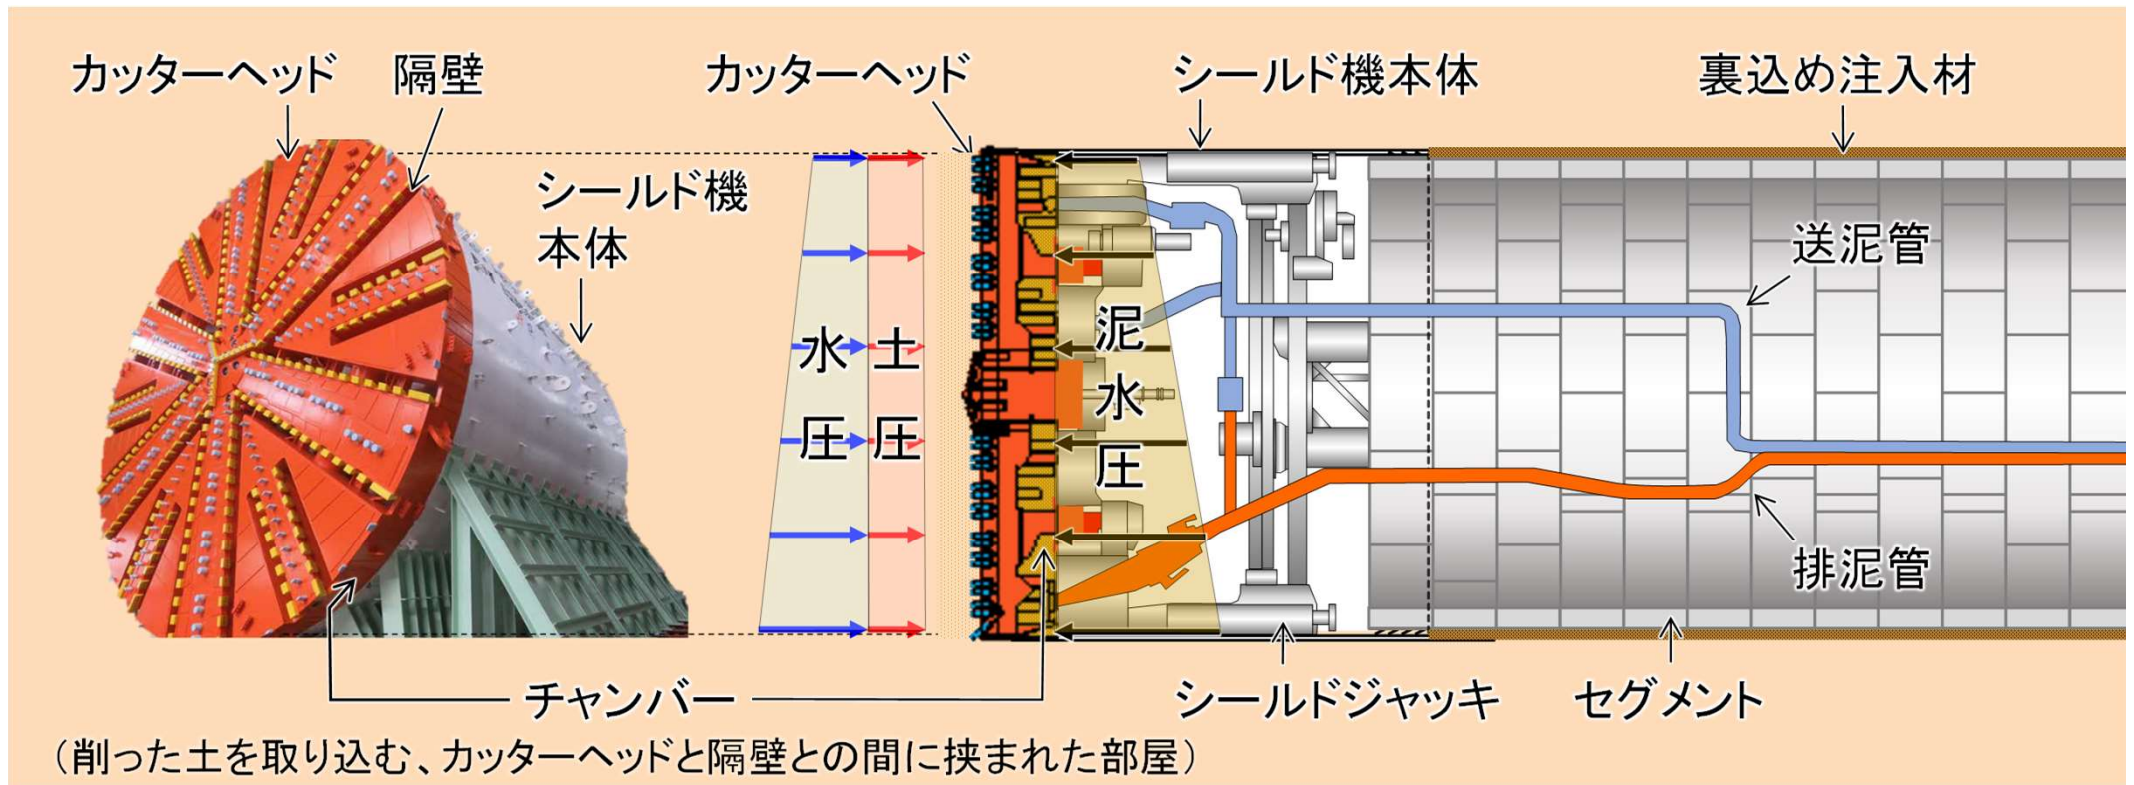 カッターヘッド
隔壁
カッターヘッド
シールド機本体
裏込め注入材
シールド機
本体
送泥管
水圧
土圧
泥水圧
排泥管
チャンバー
シールドジャッキ
セグメント
（削った土を取り込む、カッターヘッドと隔壁との間に挟まれた部屋）